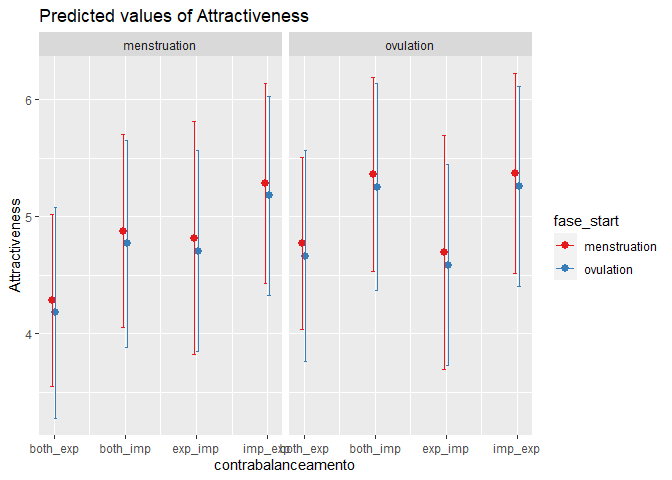 Predicted values of Attractiveness
menstruation
ovulation
6
5
4
Attractiveness
both_exp
both_imp
exp_imp
imp_exp
both_exp
both_imp
exp_imp
imp_exp
contrabalanceamento
fase_start
menstruation
ovulation